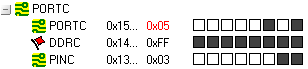 PORTC
PORTC 0x15... 0x05
DDRC 0x14... 0xFF
PINC 0x13... 0x03